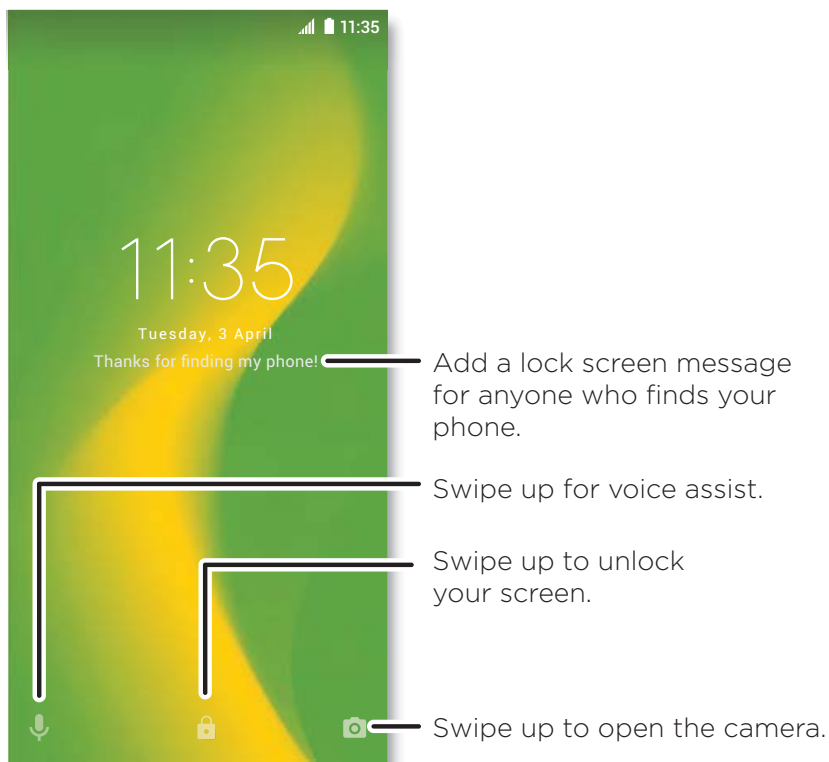 11:35
11:35
Tuesday, 3 April
Thanks for finding my phone!
Add a lock screen message
for anyone who finds your
phone.
Swipe up for voice assist.
Swipe up to unlock
your screen.
Swipe up to open the camera.